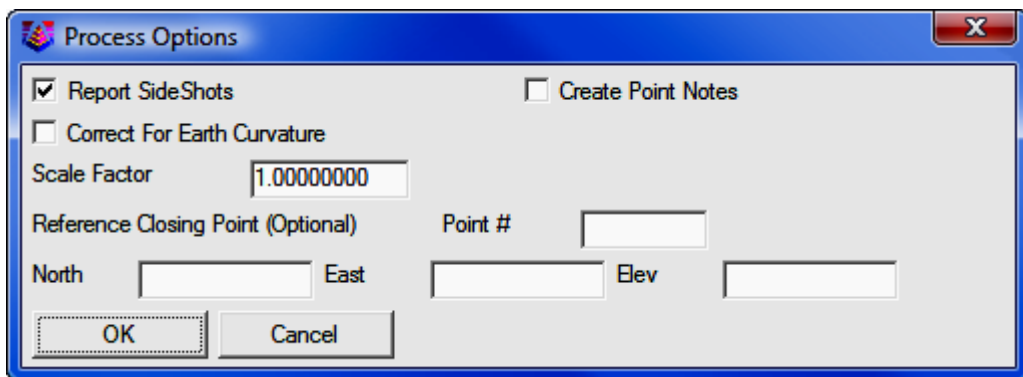 Process Options
Report SideShots Create Point Notes
Correct For Earth Curvature
Scale Factor 1.00000000
Reference Closing Point (Optional) Point #
North East Elev
OK Cancel